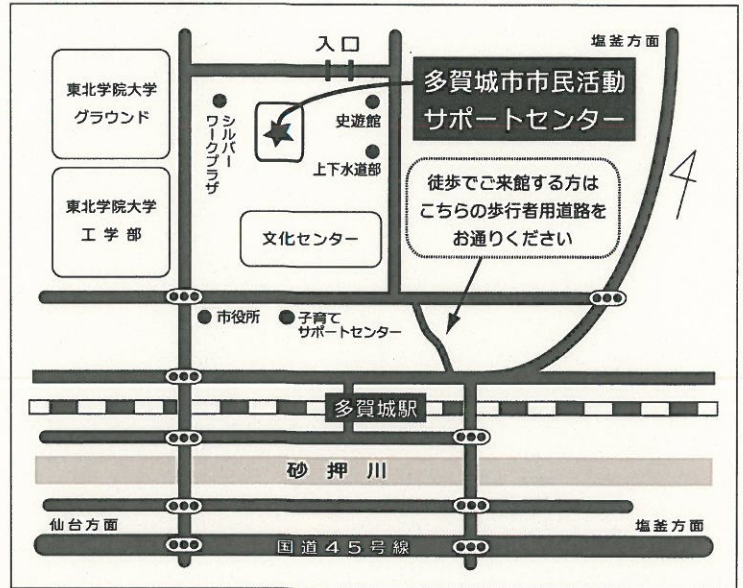 入口
塩釜方面
東北学院大学
グラウンド
多賀城市市民活動
サポートセンター
シルバー
ワークプラザ
史遊館
上下水道部
東北学院大学
工学部
徒歩でご来館する方は
こちらの歩行者用道路を
お通りください
文化センター
市役所
子育て
サポートセンター
多賀城駅
砂押川
仙台方面
塩釜方面
国道45号線